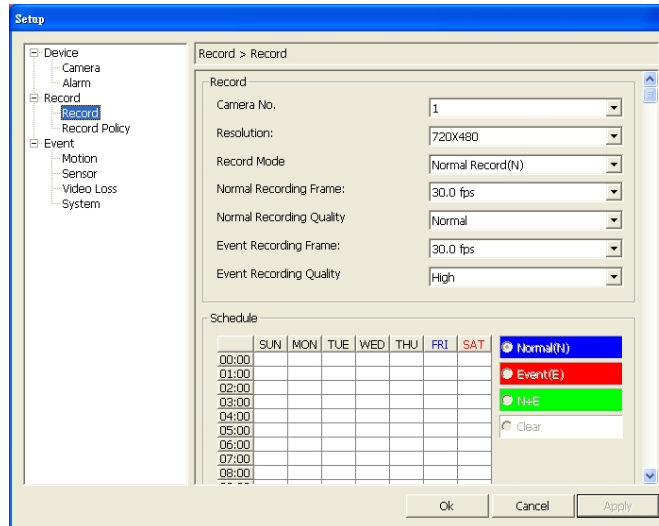 Setup
Device
Camera
Alarm
Record
Record
Record Policy
Event
Motion
Sensor
Video Loss
System
Record > Record
Record
Camera No. 1
Resolution: 720X480
Record Mode Normal Record(N)
Normal Recording Frame: 30.0 fps
Normal Recording Quality Normal
Event Recording Frame: 30.0 fps
Event Recording Quality High
Schedule
SUN MON TUE WED THU FRI SAT
00:00
01:00
02:00
03:00
04:00
05:00
06:00
07:00
08:00
Normal(N)
Event(E)
N+E
Clear
Ok Cancel Apply